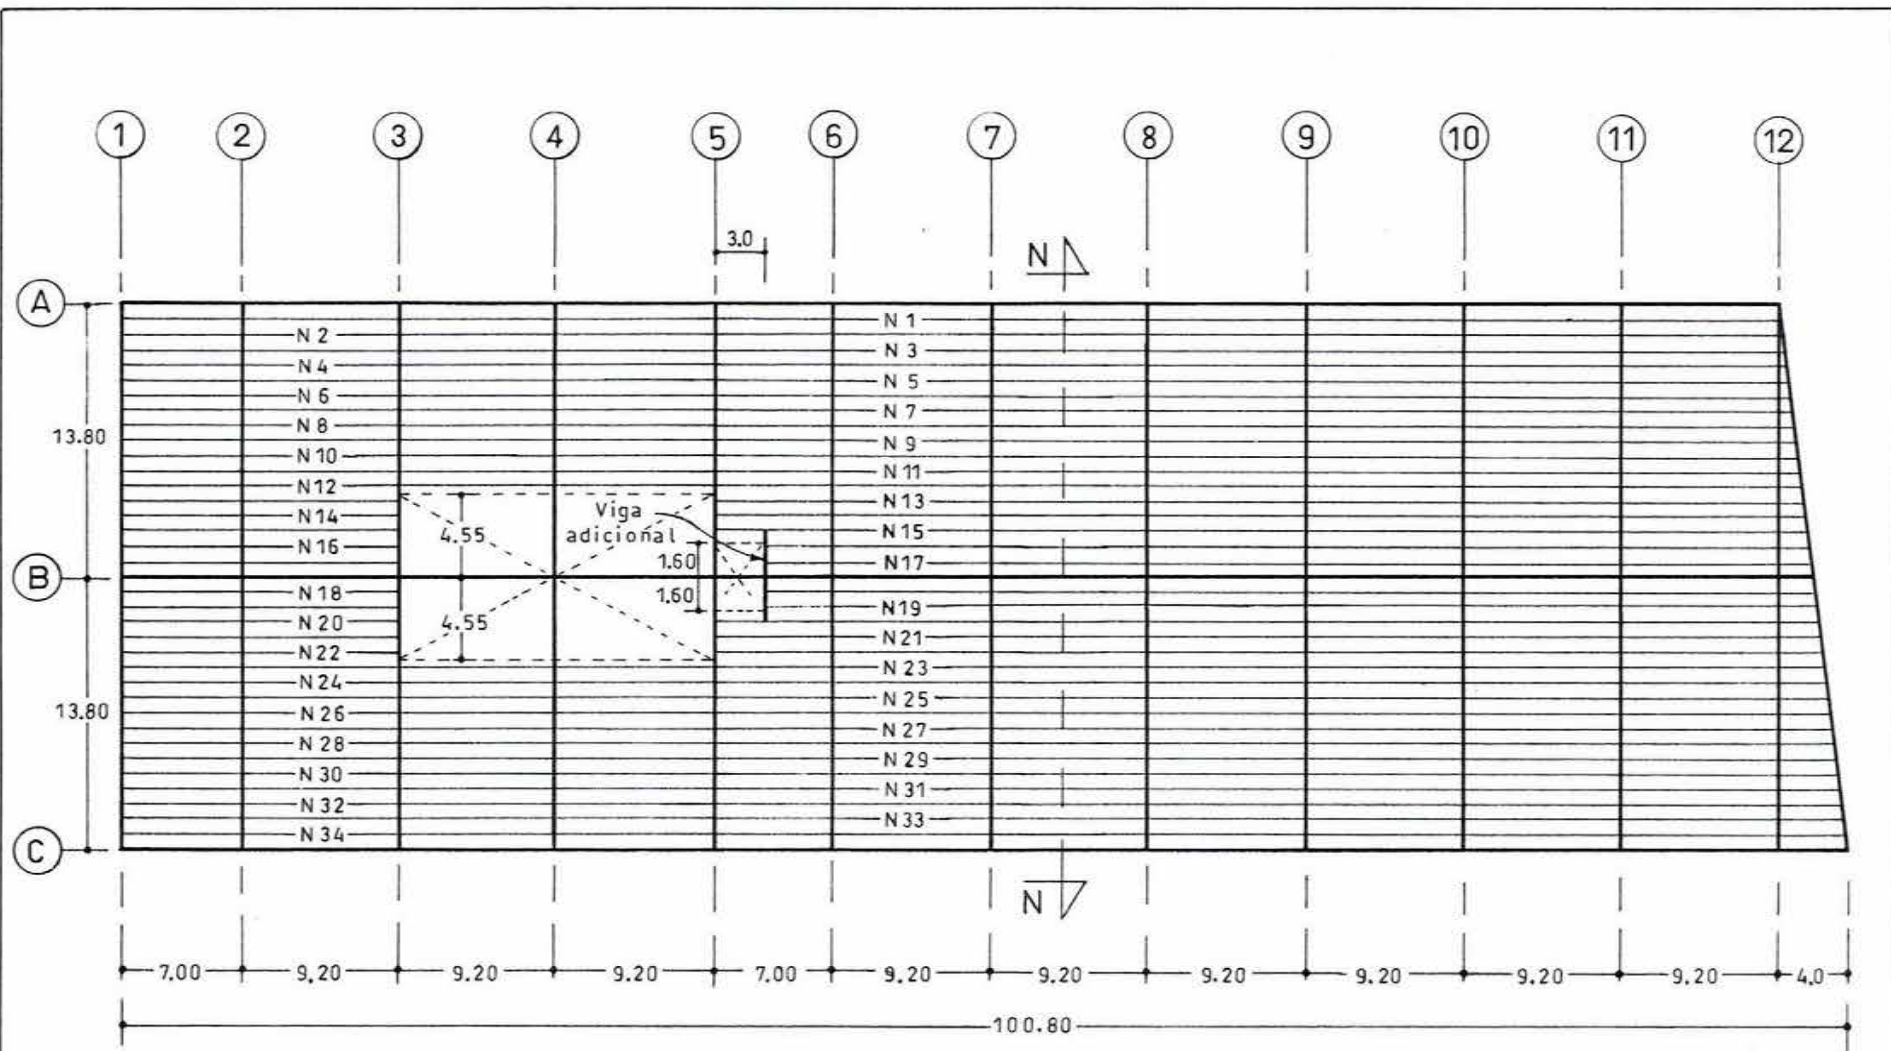 1 2 3 4 5 6 7 8 9 10 11 12
3.0
N
A
N 1
N 2
N 3
N 4
N 5
N 6
N 7
N 8
13.80
N 9
N 10
N 11
N 12
N 13
N 14
Viga
adicional
4.55
N 15
N 16
1.60
N17
B
N 18
1.60
N19
N 20
4.55
N 21
N 22
N 23
N 24
N 25
13.80
N 26
N 27
N 28
N 29
N 30
N 31
N 32
N 33
N 34
C
N
7.00 9.20 9.20 9.20 7.00 9.20 9.20 9.20 9.20 9.20 9.20 4.0
100.80